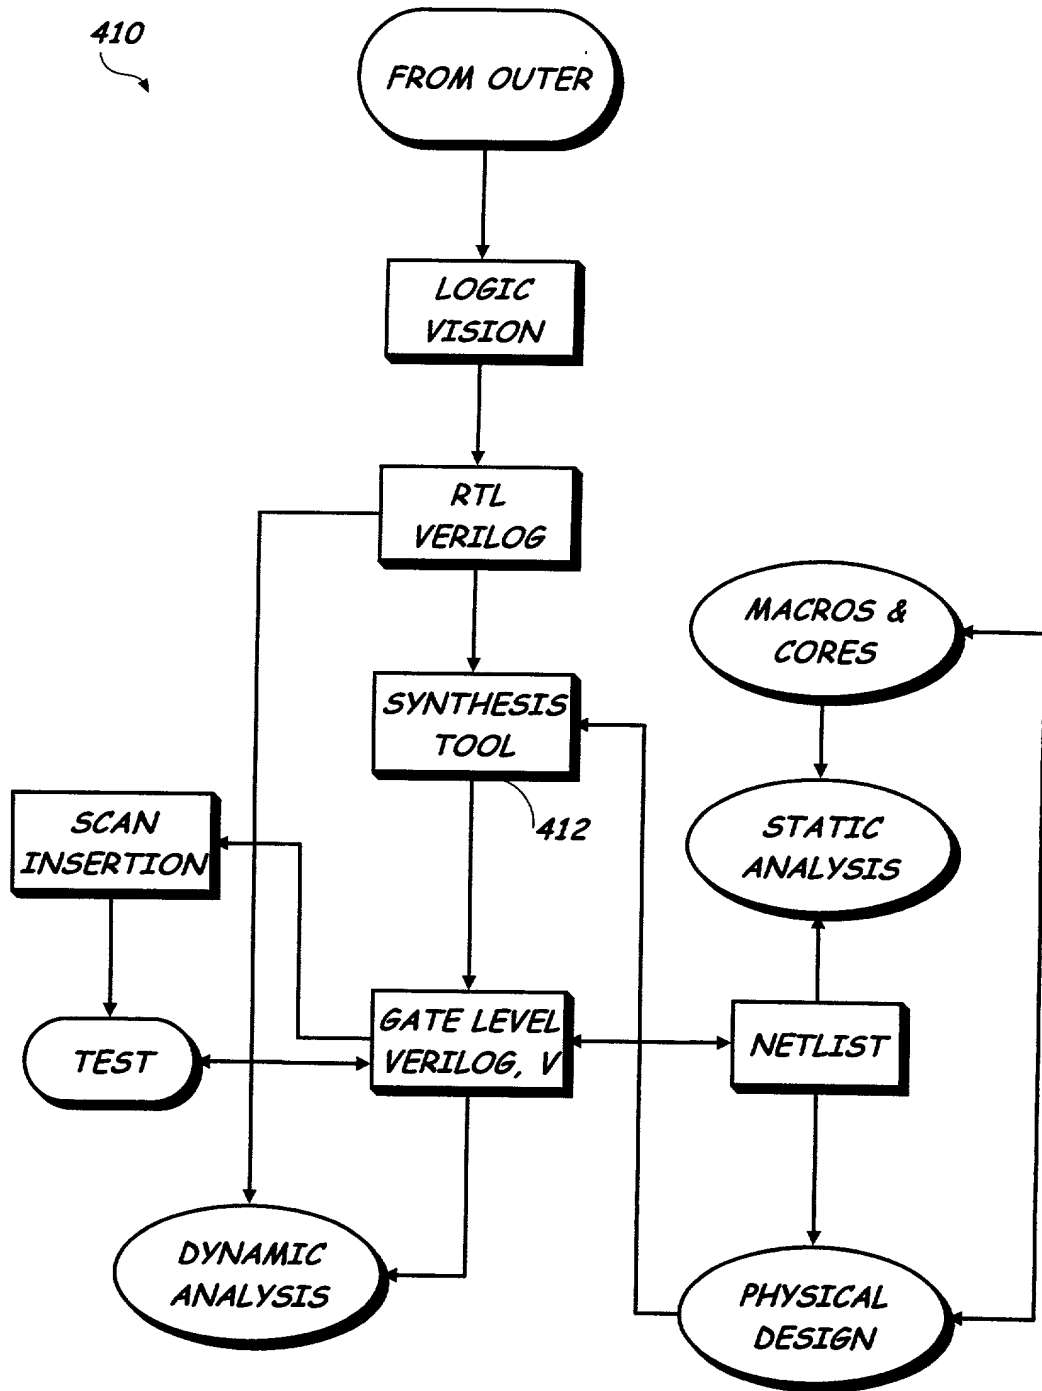 410
FROM OUTER
LOGIC
VISION
RTL
VERILOG
MACROS &
CORES
SYNTHESIS
TOOL
412
SCAN
INSERTION
STATIC
ANALYSIS
GATE LEVEL
VERILOG, V
NETLIST
TEST
DYNAMIC
ANALYSIS
PHYSICAL
DESIGN